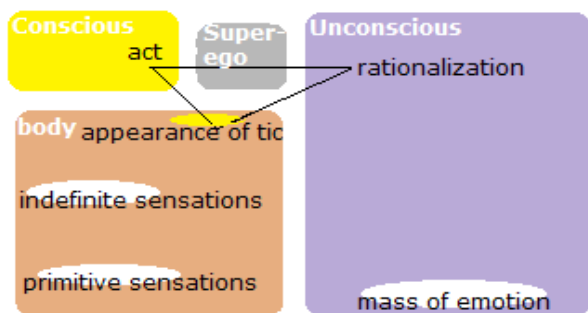 Conscious
act
Super-
ego
Unconscious
rationalization
body
appearance of tic
indefinite sensations
primitive sensations
mass of emotion